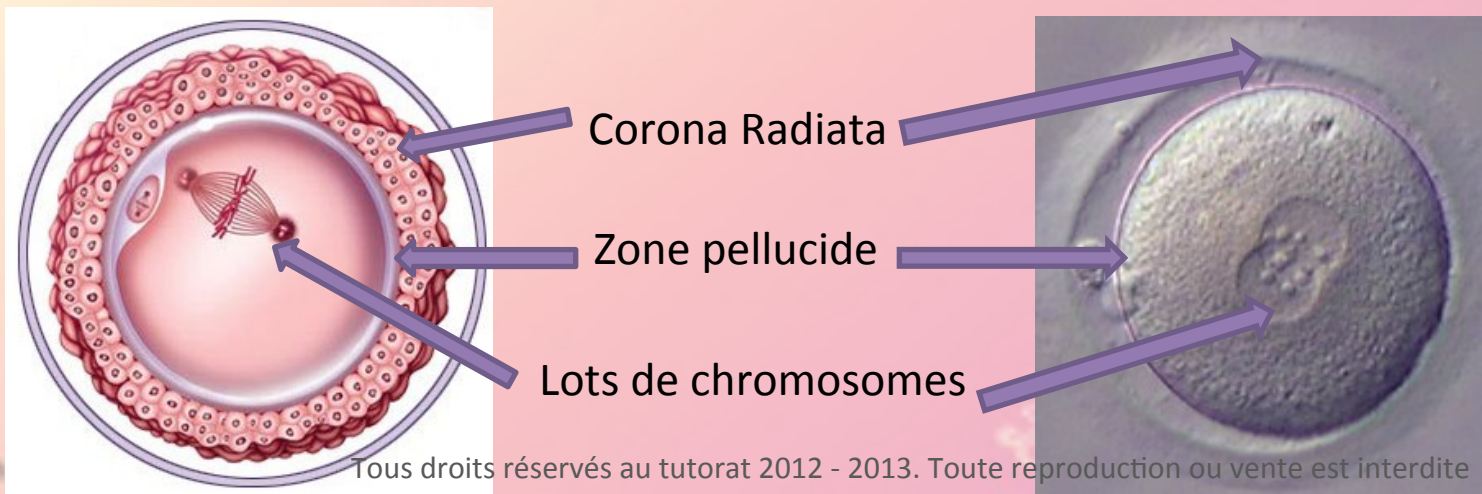 Corona Radiata
Zone pellucide
Lots de chromosomes
Tous droits réservés au tutorat 2012 - 2013. Toute reproduction ou vente est interdite